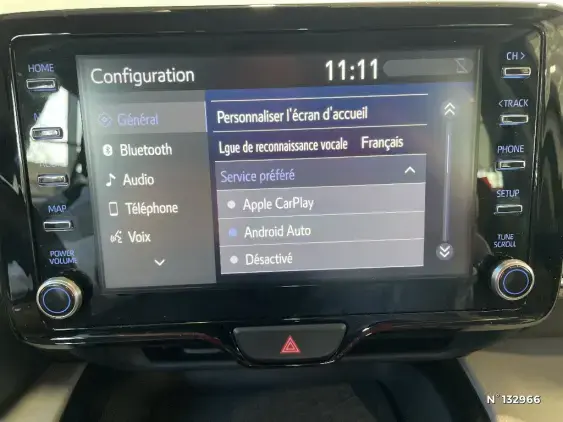 HOME
MAP
POWER
VOLUME
Configuration
11:11
Général
Bluetooth
Audio
Téléphone
Voix
Personnaliser l'écran d'accueil
Lgue de reconnaissance vocale Français
Service préféré
Apple CarPlay
Android Auto
Désactivé
CH >
< TRACK
PHONE
SETUP
TUNE
SCROLL
N°132966